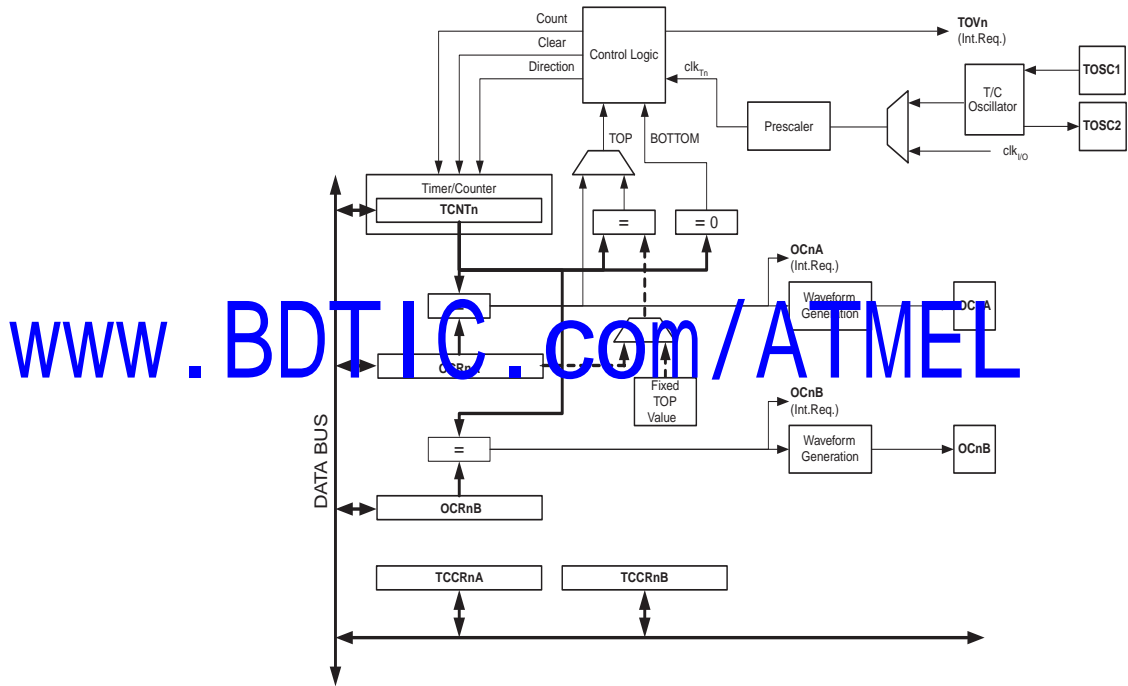 Count
Clear
Direction
Control Logic
TOVn
(Int.Req.)
clkTn
TOSC1
T/C
Oscillator
TOSC2
Prescaler
clkI/O
TOP
BOTTOM
Timer/Counter
TCNTn
=
= 0
OCnA
(Int.Req.)
Waveform
Generation
www.BDTIC.com/ATMEL
Fixed
TOP
Value
OCnB
(Int.Req.)
=
Waveform
Generation
OCnB
DATA BUS
OCRnB
TCCRnA
TCCRnB